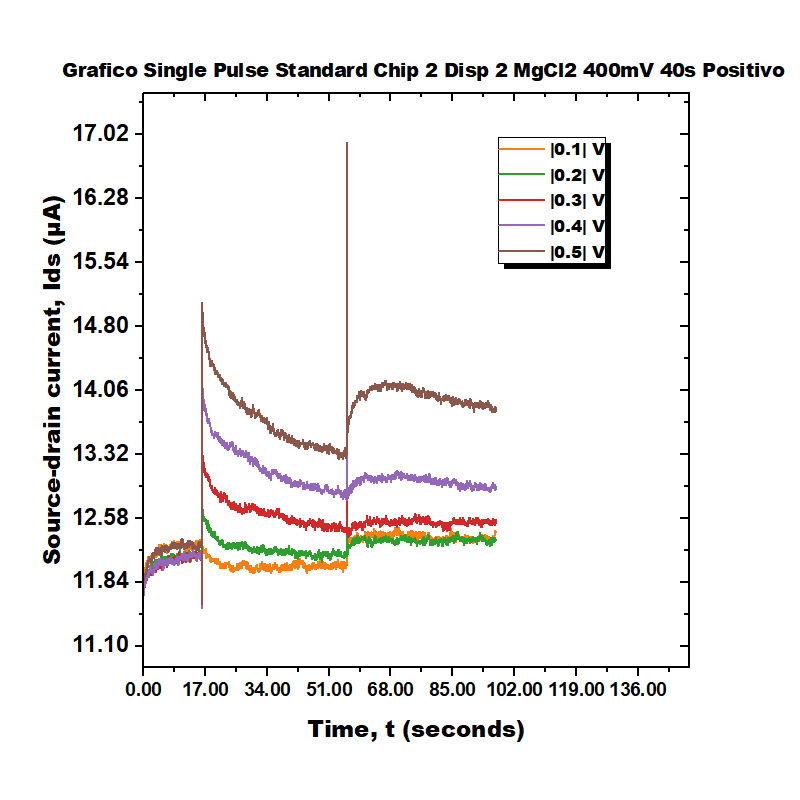 Grafico Single Pulse Standard Chip 2 Disp 2 MgCl2 400mV 40s Positivo
17.02
16.28
15.54
14.80
14.06
13.32
12.58
11.84
11.10
Source-drain current, Ids (µA)
|0.1| V
|0.2| V
|0.3| V
|0.4| V
|0.5| V
0.00 17.00 34.00 51.00 68.00 85.00 102.00 119.00 136.00
Time, t (seconds)